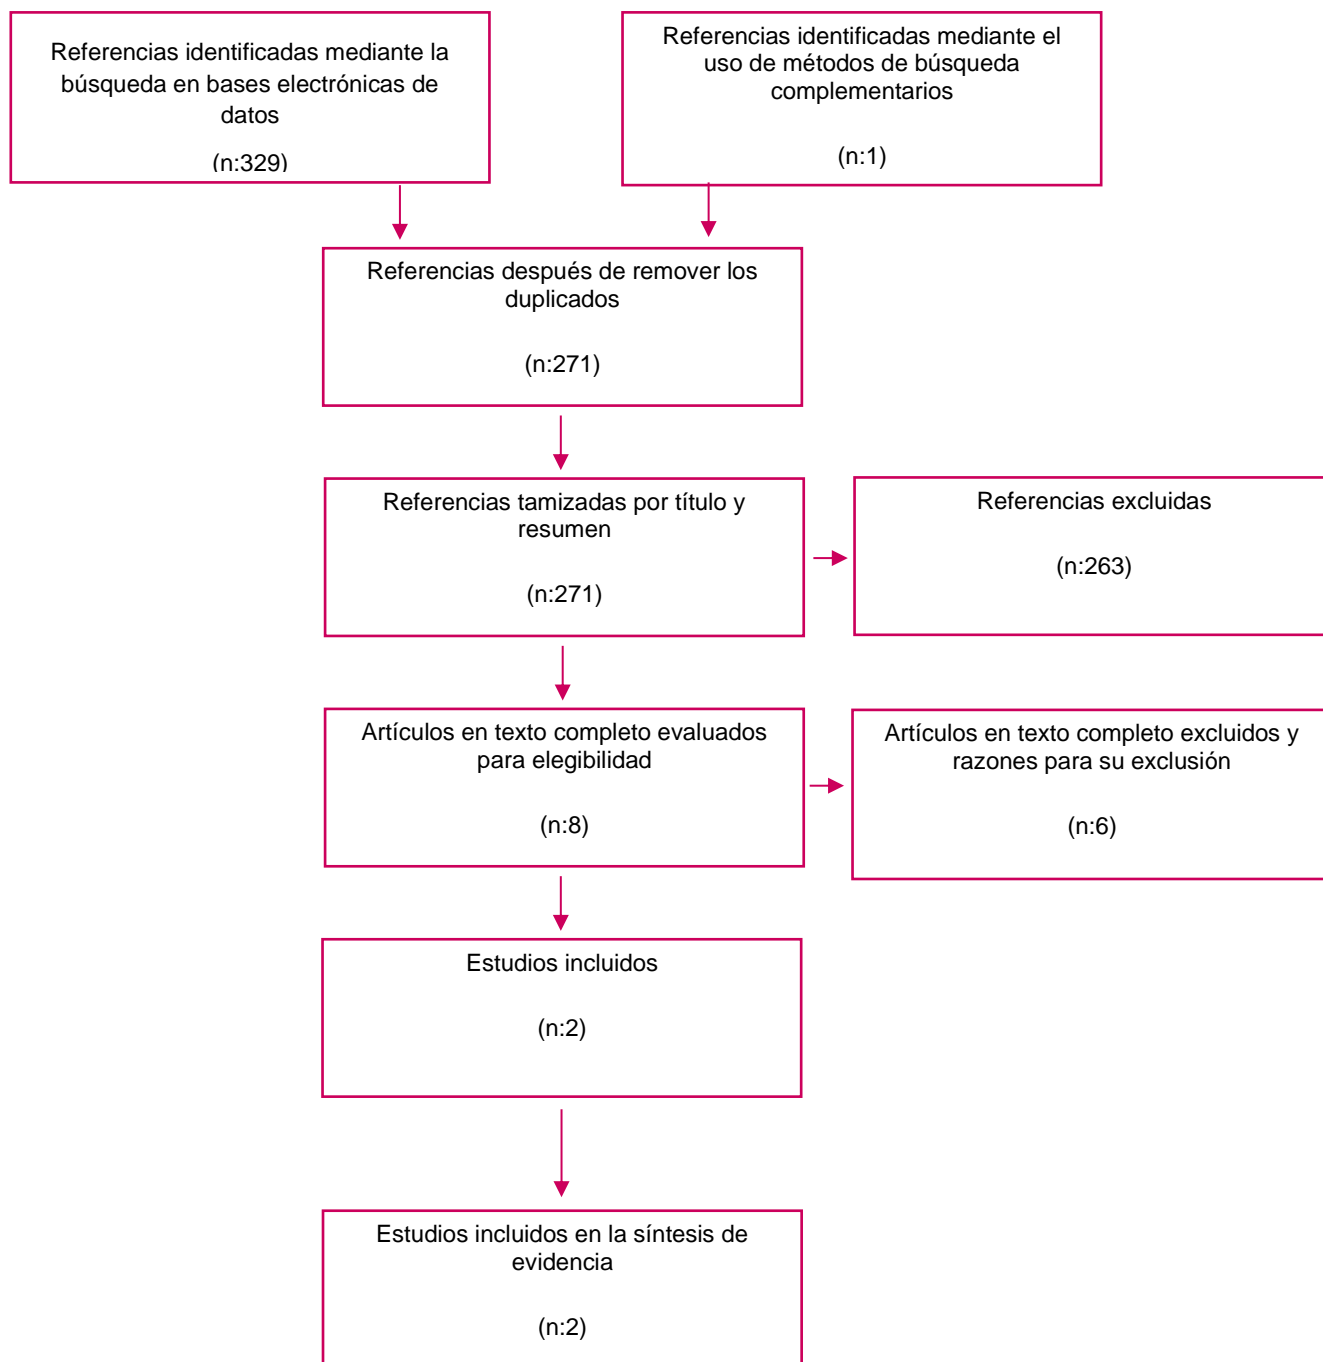 Referencias identificadas mediante la
búsqueda en bases electrónicas de
datos
(n:329)
Referencias identificadas mediante el
uso de métodos de búsqueda
complementarios
(n:1)
Referencias después de remover los
duplicados
(n:271)
Referencias tamizadas por título y
resumen
(n:271)
Referencias excluidas
(n:263)
Artículos en texto completo evaluados
para elegibilidad
(n:8)
Artículos en texto completo excluidos y
razones para su exclusión
(n:6)
Estudios incluidos
(n:2)
Estudios incluidos en la síntesis de
evidencia
(n:2)